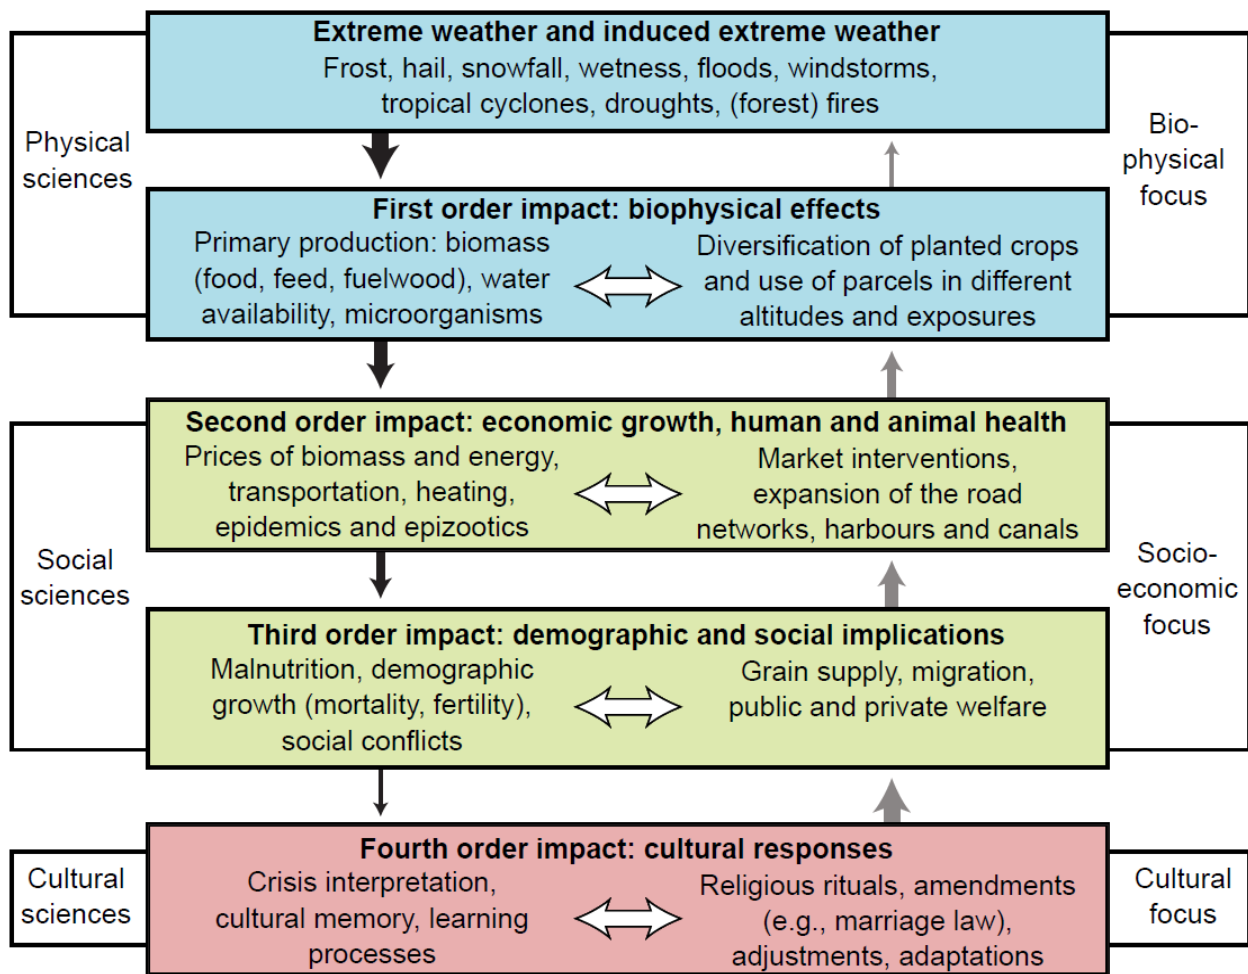 Extreme weather and induced extreme weather
Frost, hail, snowfall, wetness, floods, windstorms,
tropical cyclones, droughts, (forest) fires
Physical
sciences
Bio-
physical
focus
First order impact: biophysical effects
Primary production: biomass
(food, feed, fuelwood), water
availability, microorganisms
Diversification of planted crops
and use of parcels in different
altitudes and exposures
Second order impact: economic growth, human and animal health
Prices of biomass and energy,
transportation, heating,
epidemics and epizootics
Market interventions,
expansion of the road
networks, harbours and canals
Social
sciences
Socio-
economic
focus
Third order impact: demographic and social implications
Malnutrition, demographic
growth (mortality, fertility),
social conflicts
Grain supply, migration,
public and private welfare
Fourth order impact: cultural responses
Crisis interpretation,
cultural memory, learning
processes
Religious rituals, amendments
(e.g., marriage law),
adjustments, adaptations
Cultural
sciences
Cultural
focus